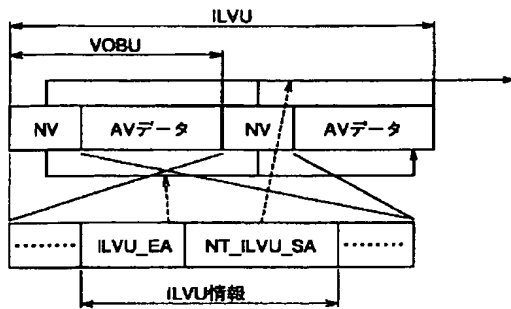 ILVU
VOBU
NV AVデータ NV AVデータ
········ ILVU_EA NT_ILVU_SA ········
ILVU情報